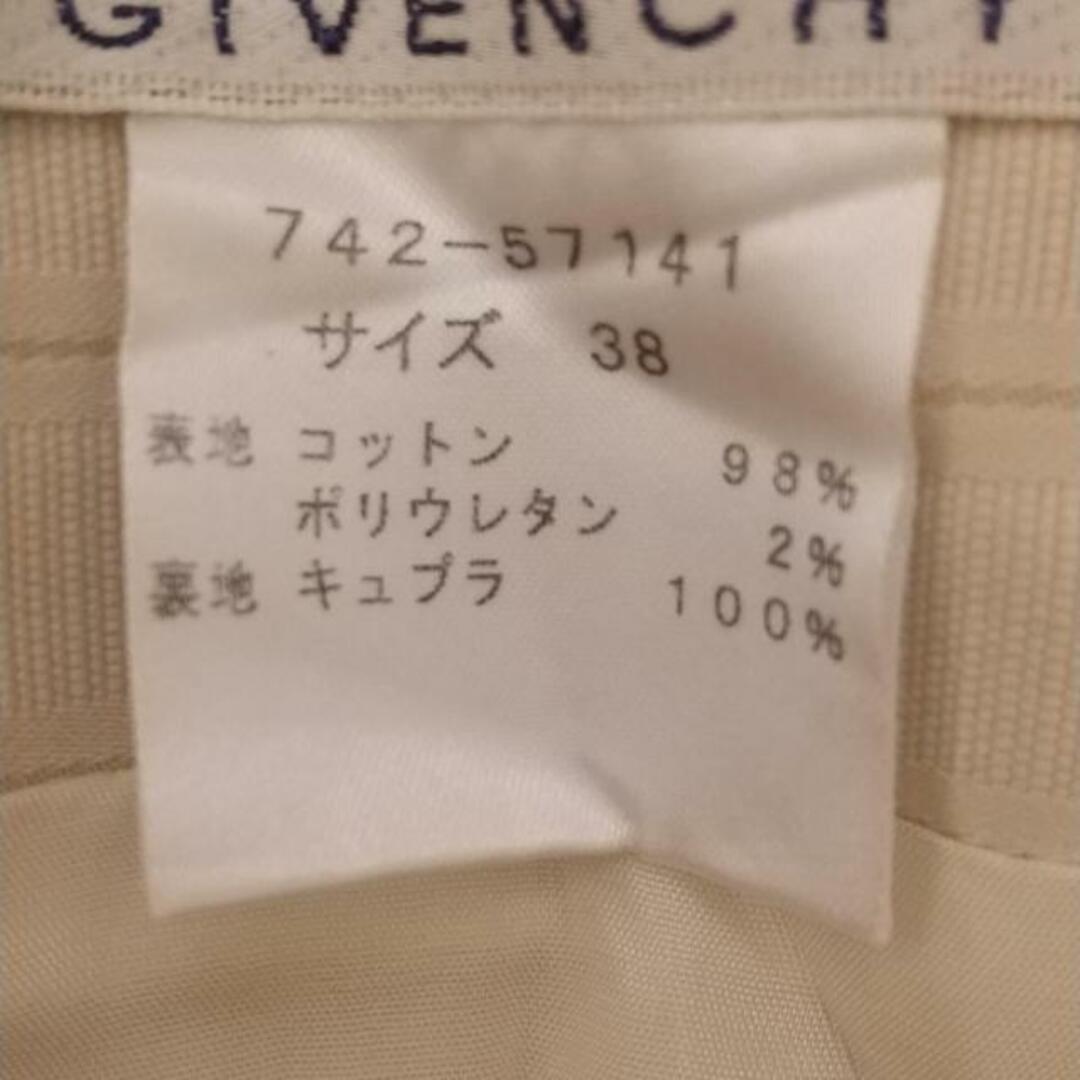 GIVENCHY
742-57141
サイズ 38
表地 コットン 98%
ポリウレタン 2%
裏地 キュプラ 100%